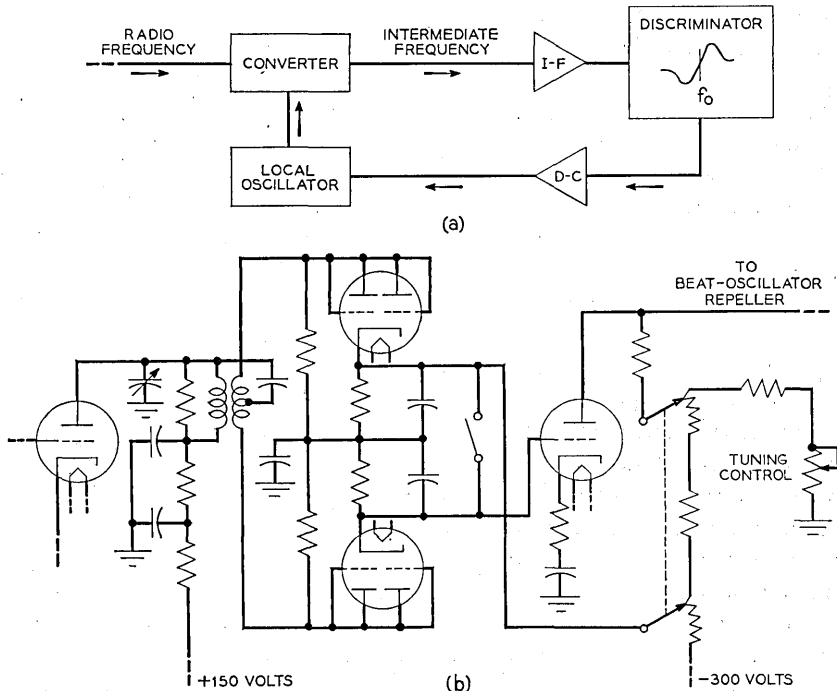 RADIO
FREQUENCY
CONVERTER
INTERMEDIATE
FREQUENCY
I-F
DISCRIMINATOR
f₀
LOCAL
OSCILLATOR
D-C
(a)
TO
BEAT-OSCILLATOR
REPELLER
TUNING
CONTROL
+150 VOLTS
-300 VOLTS
(b)